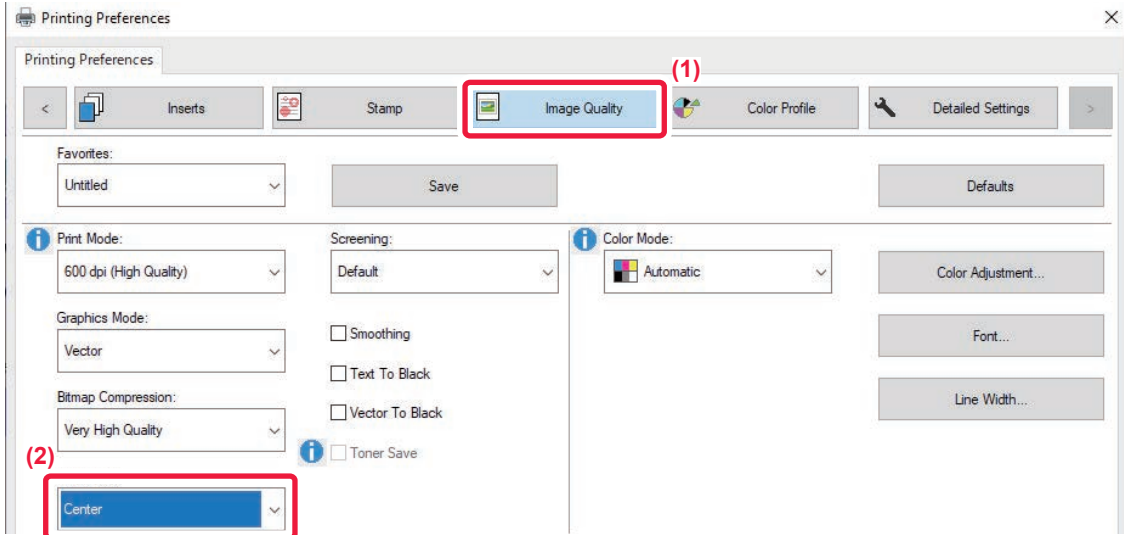 Printing Preferences
Printing Preferences
(1)
< Inserts Stamp Image Quality Color Profile Detailed Settings >
Favorites:
Untitled Save Defaults
Print Mode: Screening: Color Mode:
600 dpi (High Quality) Default Automatic Color Adjustment...
Graphics Mode:
Vector Smoothing Font...
Text To Black
Bitmap Compression:
Very High Quality Vector To Black Line Width...
Toner Save
(2)
Center